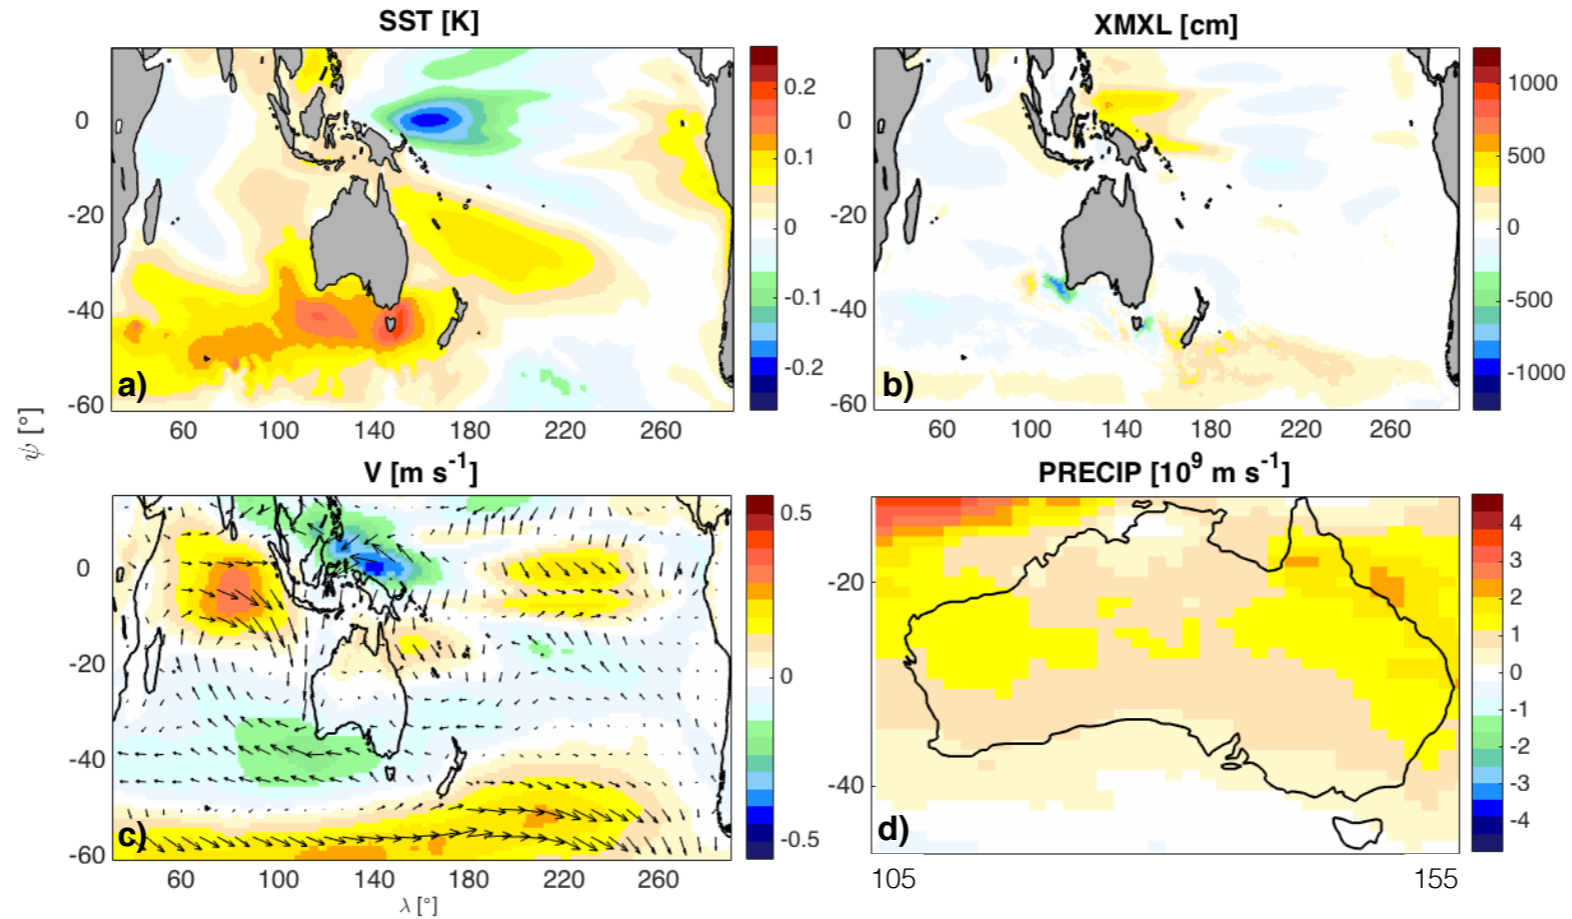 SST [K]
XMXL [cm]
0
-20
-40
-60
60 100 140 180 220 260
0.2
0.1
0
-0.1
-0.2
a)
0
-20
-40
-60
60 100 140 180 220 260
1000
500
0
-500
-1000
b)
ψ [°]
V [m s⁻¹]
PRECIP [10⁹ m s⁻¹]
0
-20
-40
-60
60 100 140 180 220 260
λ [°]
0.5
0
-0.5
c)
-20
-40
105 155
4
3
2
1
0
-1
-2
-3
-4
d)